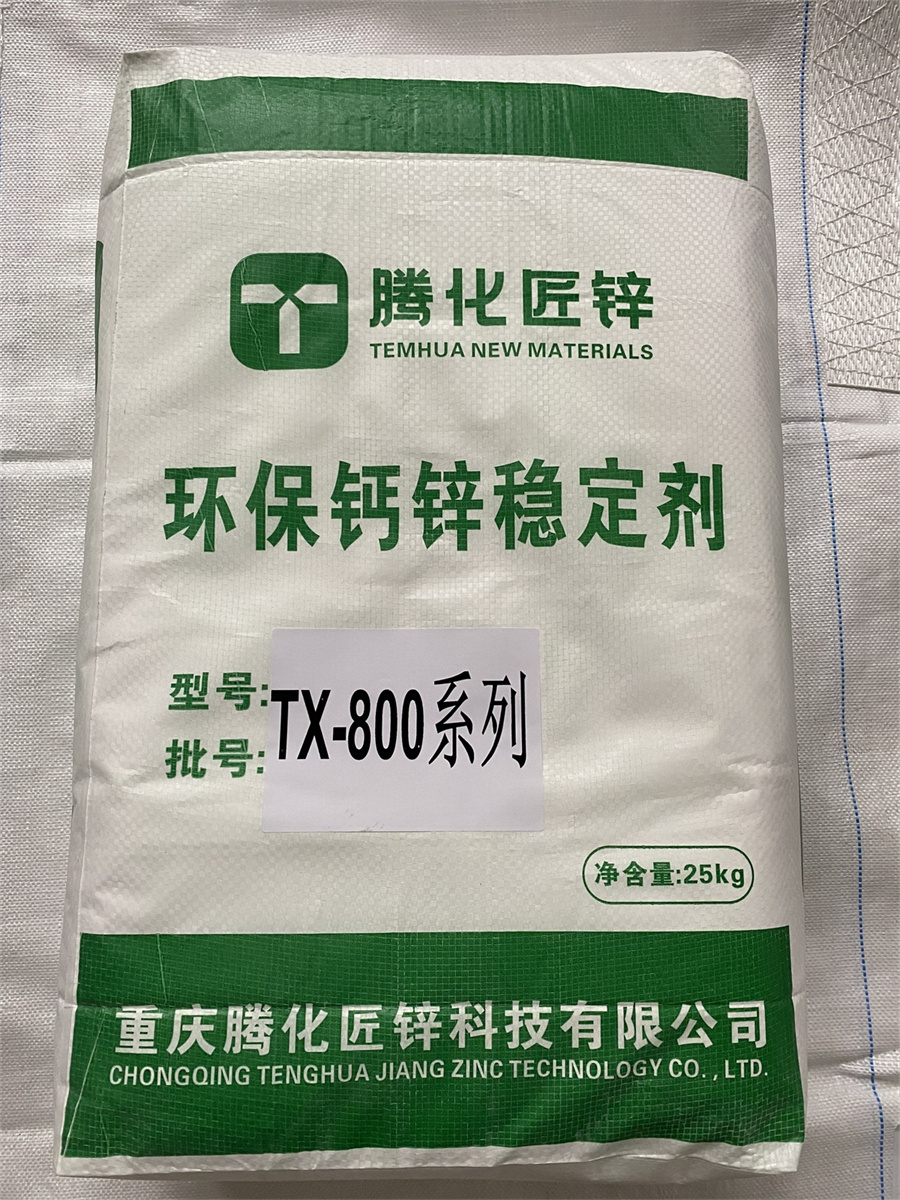 腾化匠锌
TEMHUA NEW MATERIALS
环保钙锌稳定剂
型号:
TX-800系列
批号:
净含量:25kg
重庆腾化匠锌科技有限公司
CHONGQING TENGHUA JIANG ZINC TECHNOLOGY CO.,LTD.